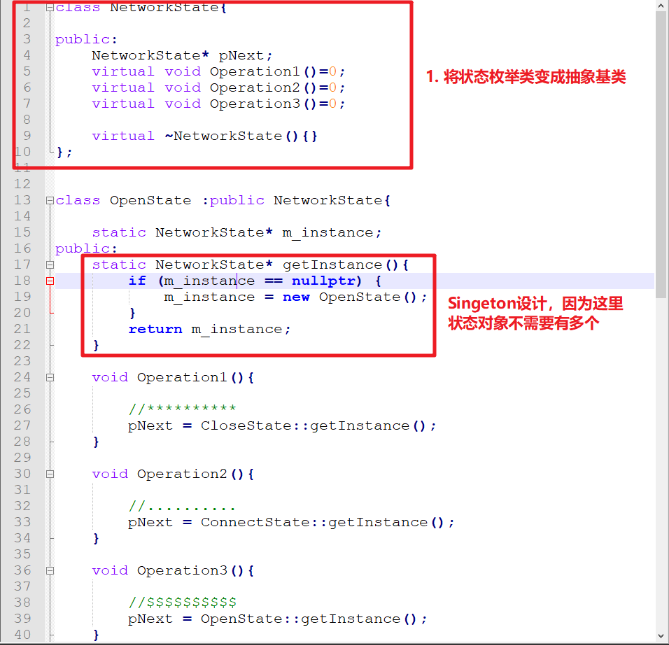 1 class NetworkState{
2
3 public:
4 NetworkState* pNext;
5 virtual void Operation1()=0;
6 virtual void Operation2()=0;
7 virtual void Operation3()=0;
8
9 virtual ~NetworkState(){}
10 };
1. 将状态枚举类变成抽象基类
11
12
13 class OpenState :public NetworkState{
14
15 static NetworkState* m_instance;
16 public:
17 static NetworkState* getInstance(){
18 if (m_instance == nullptr) {
19 m_instance = new OpenState();
20 }
21 return m_instance;
22 }
Singeton设计，因为这里
状态对象不需要有多个
23
24 void Operation1(){
25
26 //**********
27 pNext = CloseState::getInstance();
28 }
29
30 void Operation2(){
31
32 //..........
33 pNext = ConnectState::getInstance();
34 }
35
36 void Operation3(){
37
38 //$$$$$$$$$$
39 pNext = OpenState::getInstance();
40 }